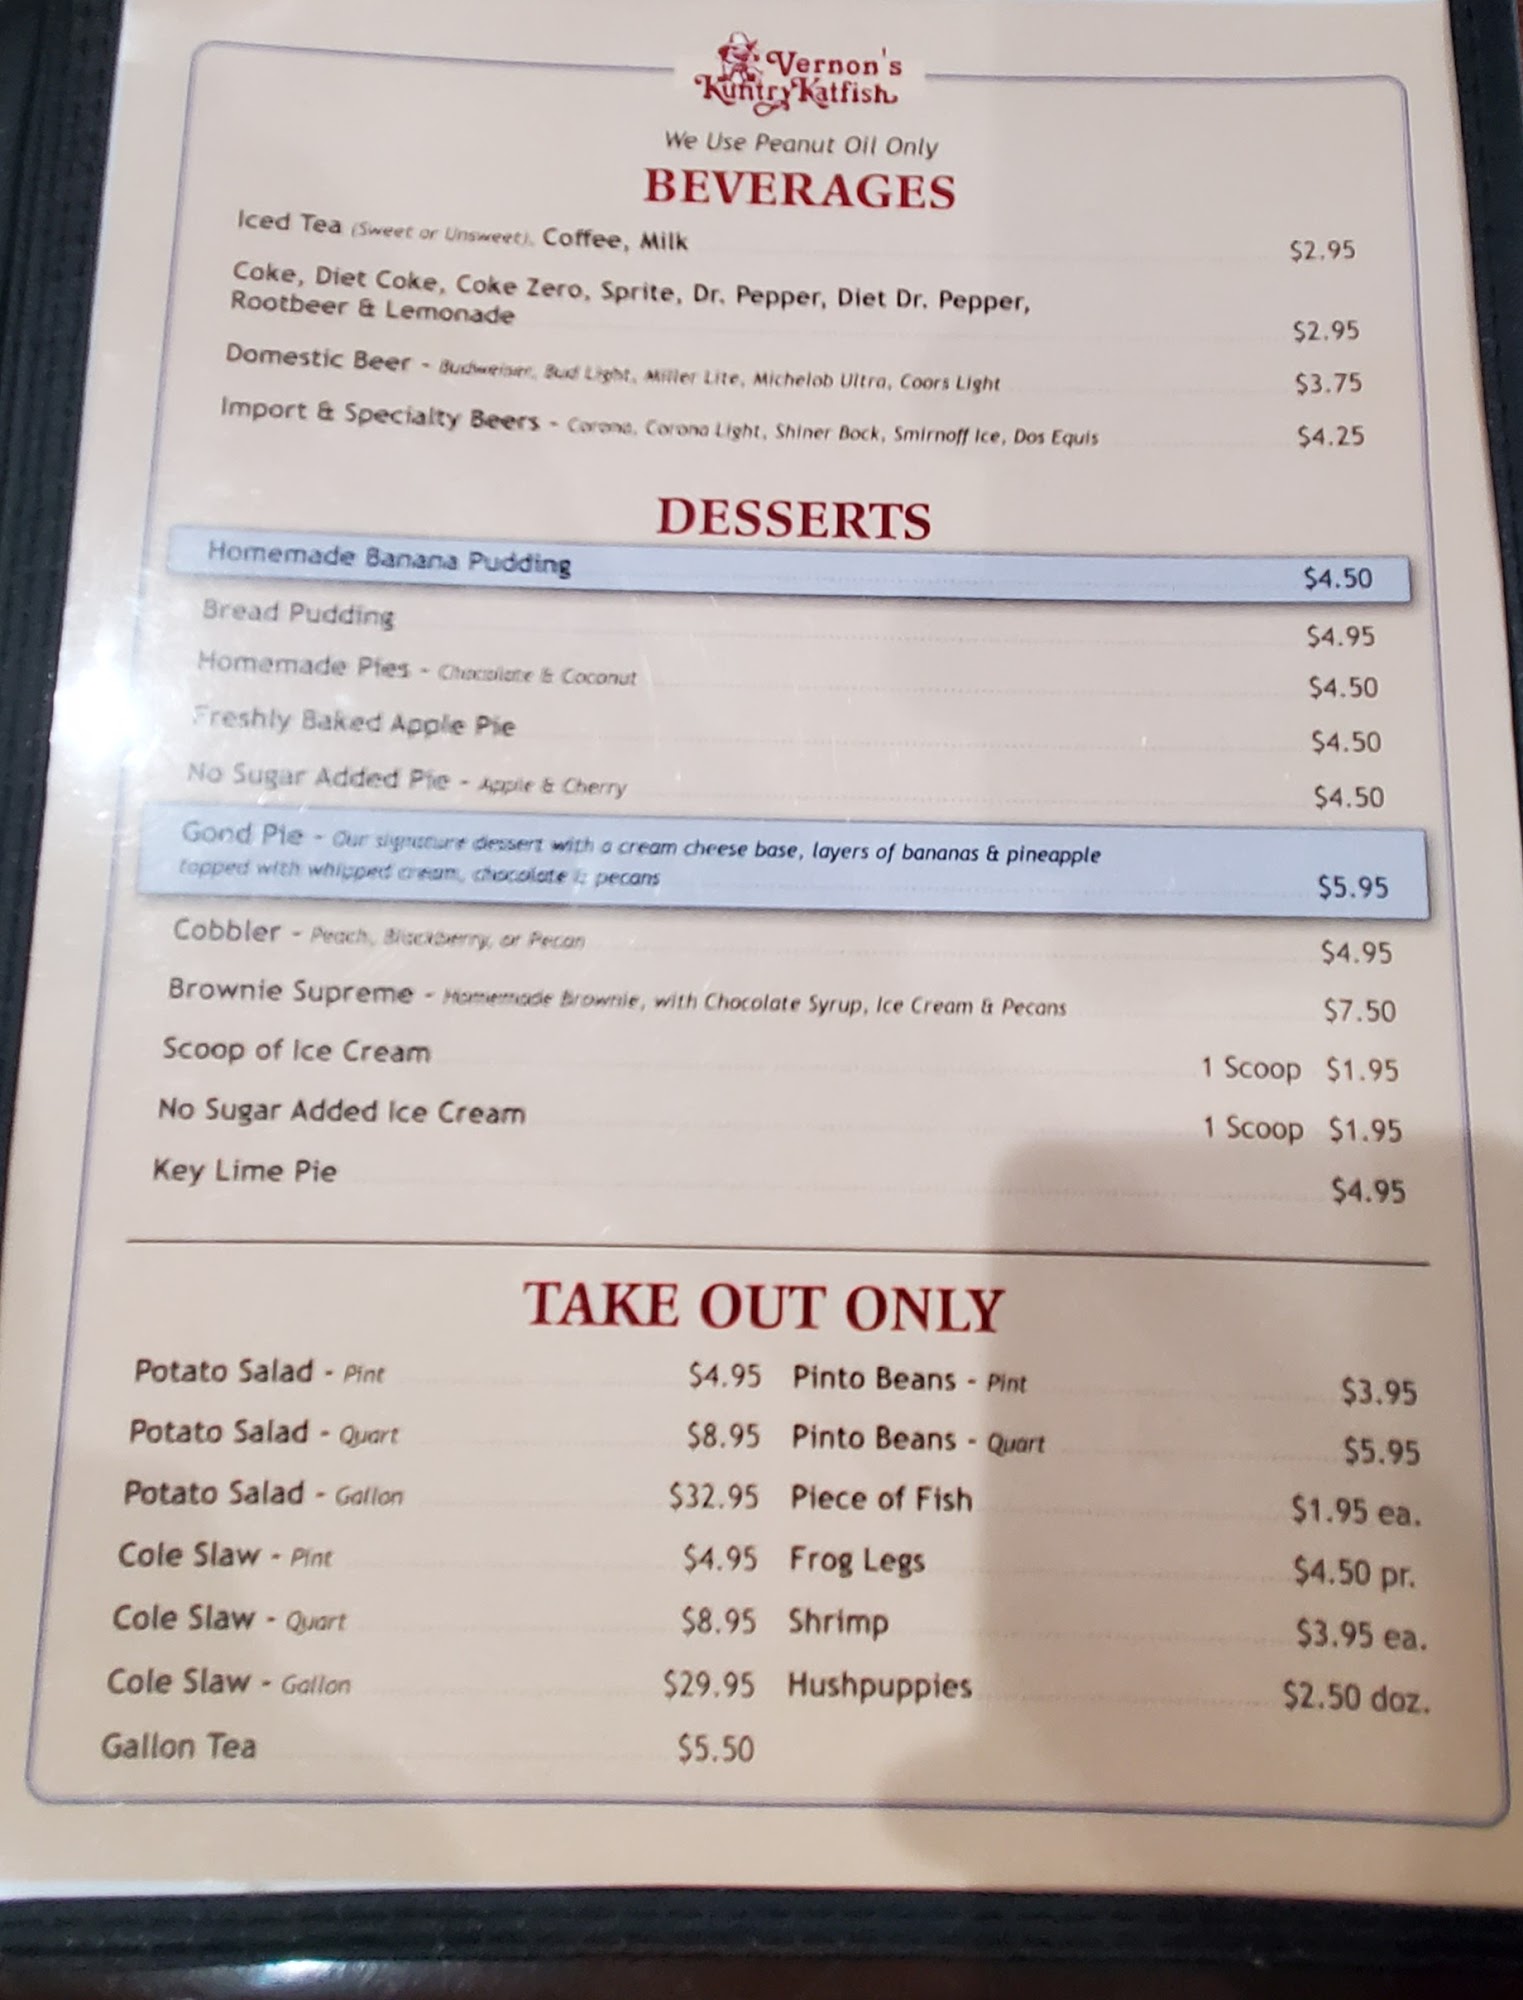 Vernon's
Kuntry Katfish
We Use Peanut Oil Only
BEVERAGES
Iced Tea (Sweet or Unsweet), Coffee, Milk $2.95
Coke, Diet Coke, Coke Zero, Sprite, Dr. Pepper, Diet Dr. Pepper,
Rootbeer & Lemonade $2.95
Domestic Beer - Budweiser, Bud Light, Miller Lite, Michelob Ultra, Coors Light $3.75
Import & Specialty Beers - Corona, Corona Light, Shiner Bock, Smirnoff Ice, Dos Equis $4.25
DESSERTS
Homemade Banana Pudding $4.50
Bread Pudding $4.95
Homemade Pies - Chocolate & Coconut $4.50
Freshly Baked Apple Pie $4.50
No Sugar Added Pie - Apple & Cherry $4.50
Gond Pie - Our signature dessert with a cream cheese base, layers of bananas & pineapple
topped with whipped cream, chocolate & pecans $5.95
Cobbler - Peach, Blackberry, or Pecan $4.95
Brownie Supreme - Homemade Brownie, with Chocolate Syrup, Ice Cream & Pecans $7.50
Scoop of Ice Cream 1 Scoop $1.95
No Sugar Added Ice Cream 1 Scoop $1.95
Key Lime Pie $4.95
TAKE OUT ONLY
Potato Salad - Pint $4.95 Pinto Beans - Pint $3.95
Potato Salad - Quart $8.95 Pinto Beans - Quart $5.95
Potato Salad - Gallon $32.95 Piece of Fish $1.95 ea.
Cole Slaw - Pint $4.95 Frog Legs $4.50 pr.
Cole Slaw - Quart $8.95 Shrimp $3.95 ea.
Cole Slaw - Gallon $29.95 Hushpuppies $2.50 doz.
Gallon Tea $5.50